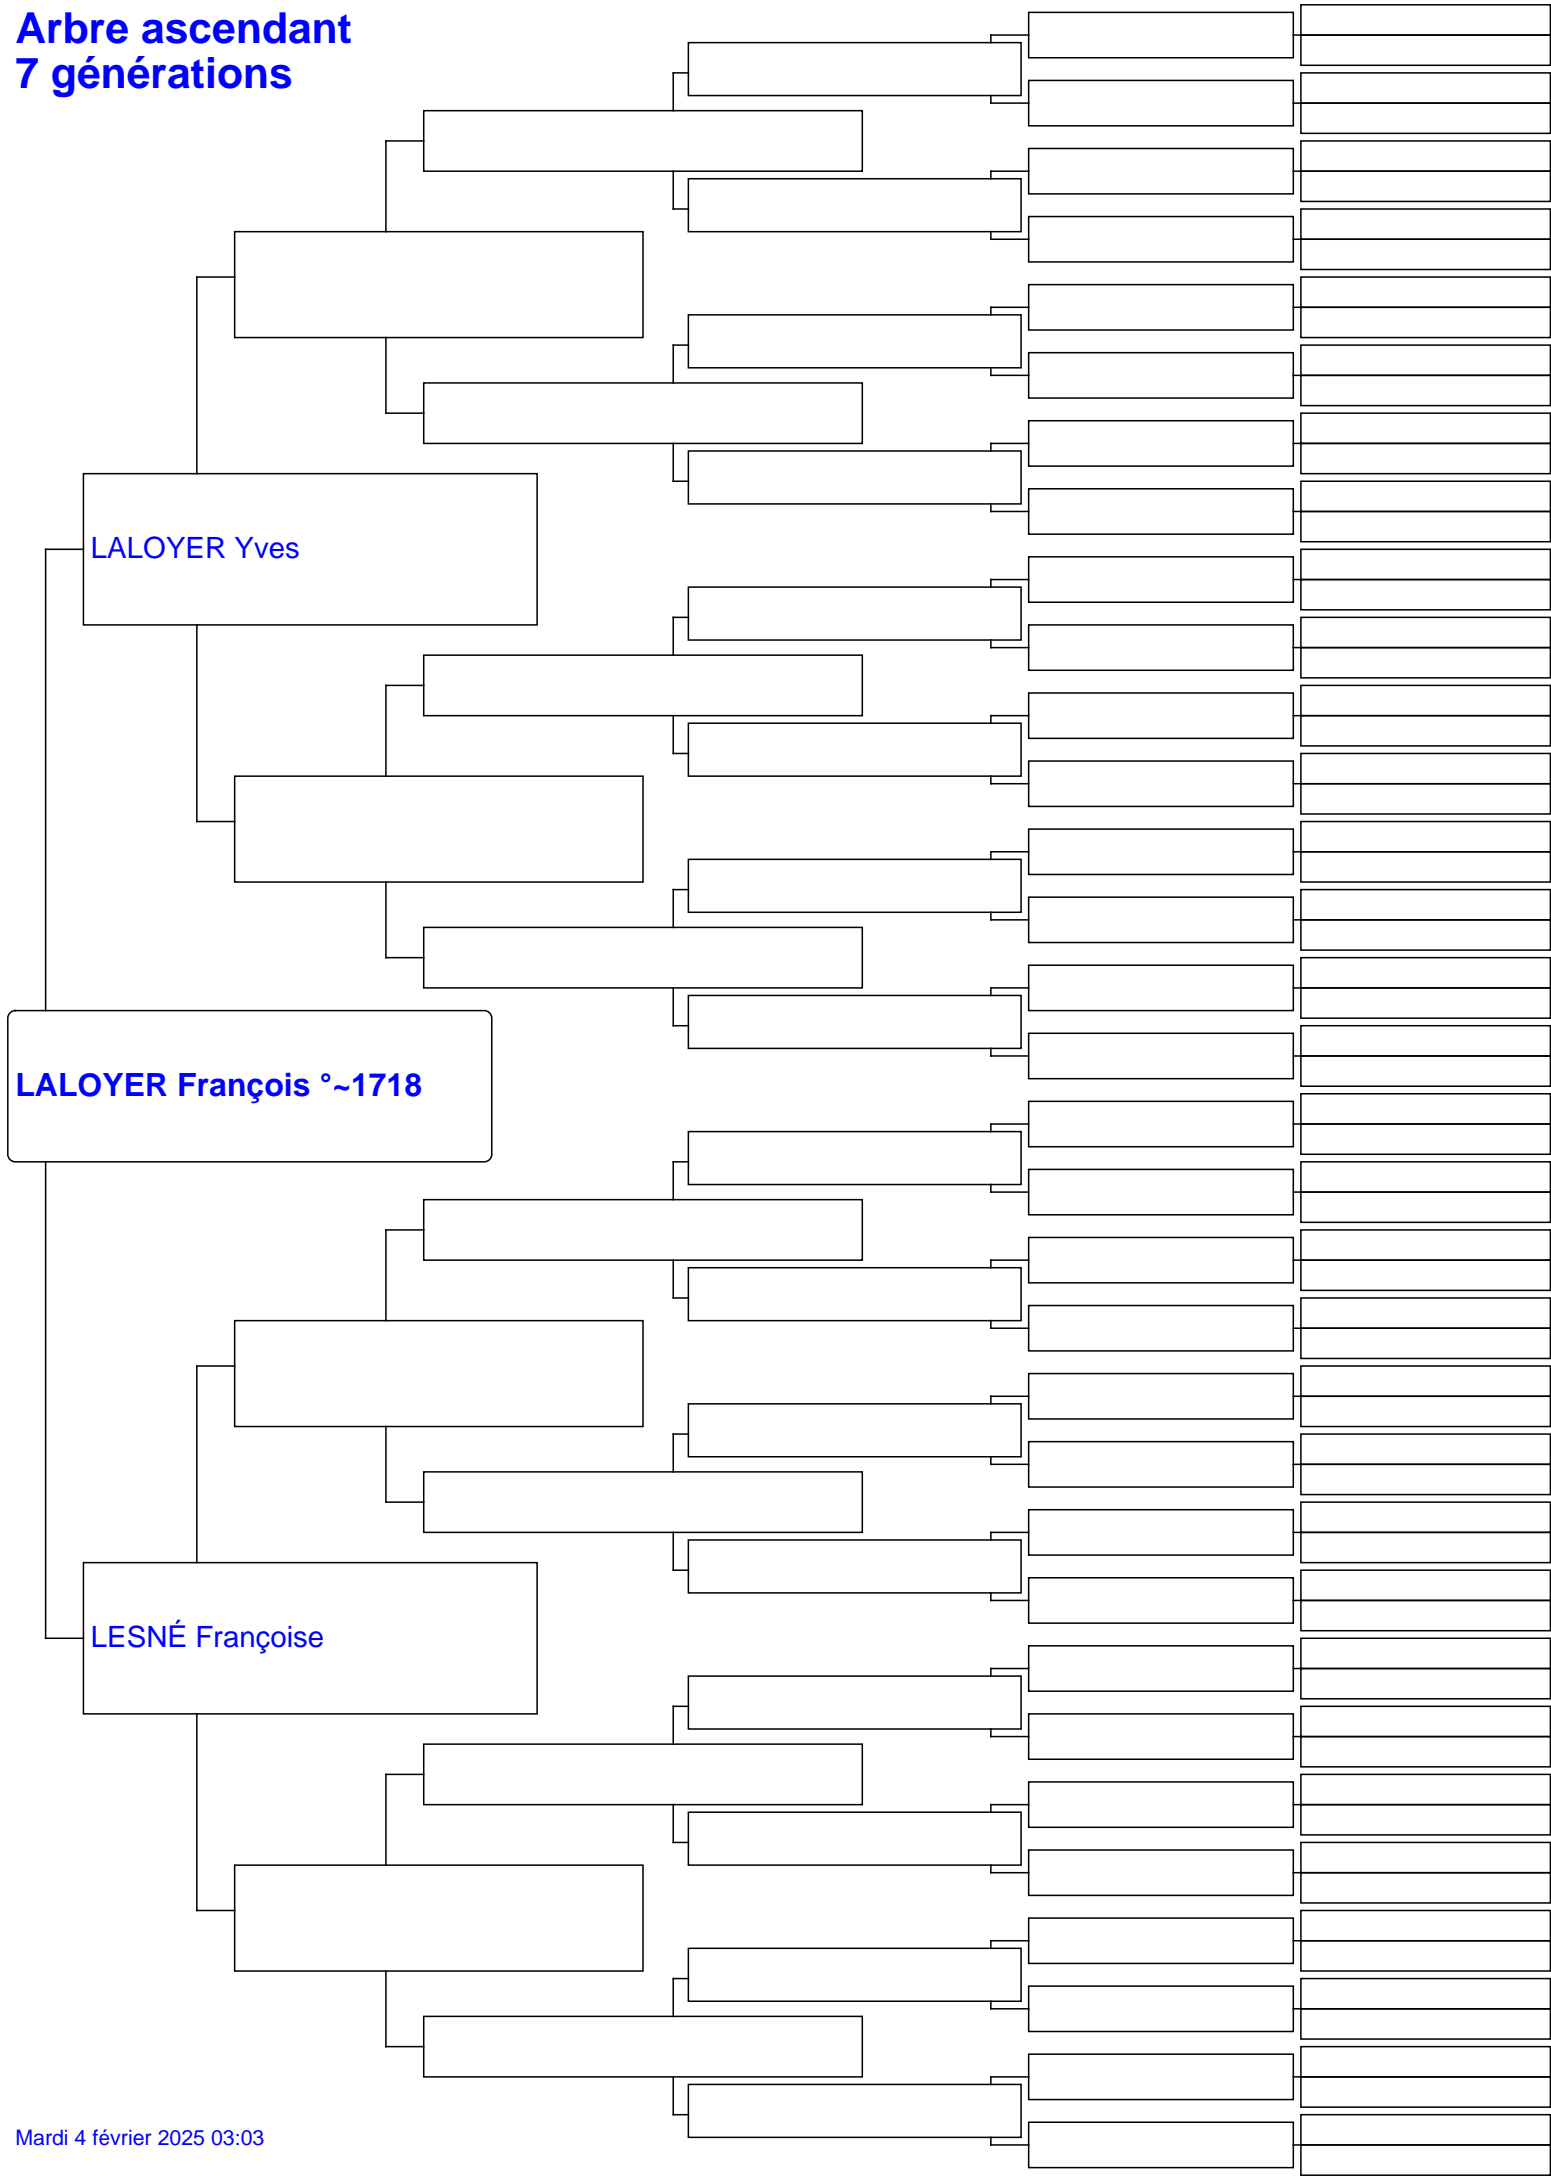 Arbre ascendant
7 générations
LALOYER Yves
LALOYER François °~1718
LESNÉ Françoise
Mardi 4 février 2025 03:03